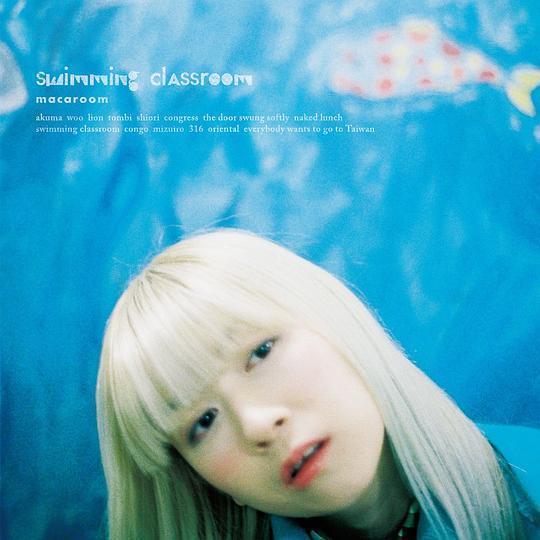 swimming classroom
macaroom
akuma woo lion tombi shiori congress the door swung softly naked lunch
swimming classroom congo mizuiro 316 oriental everybody wants to go to Taiwan